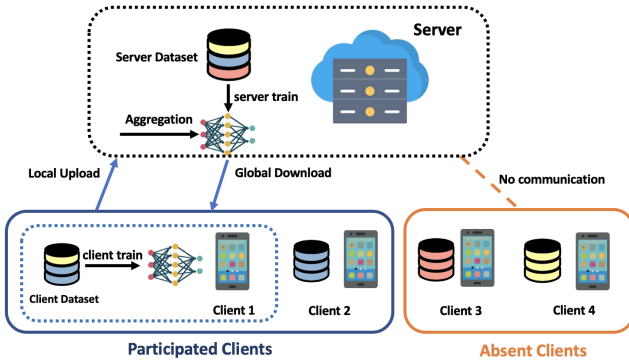 Server
Server Dataset
server train
Aggregation
Local Upload
Global Download
No communication
client train
Client Dataset
Client 1
Client 2
Client 3
Client 4
Participated Clients
Absent Clients